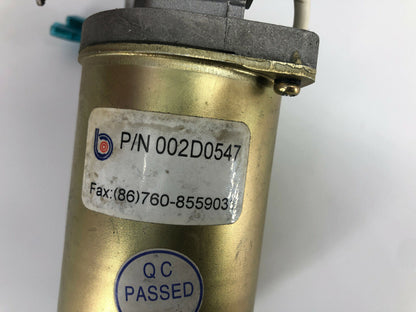 P/N 002D0547
Fax:(86)760-855903
QC
PASSED